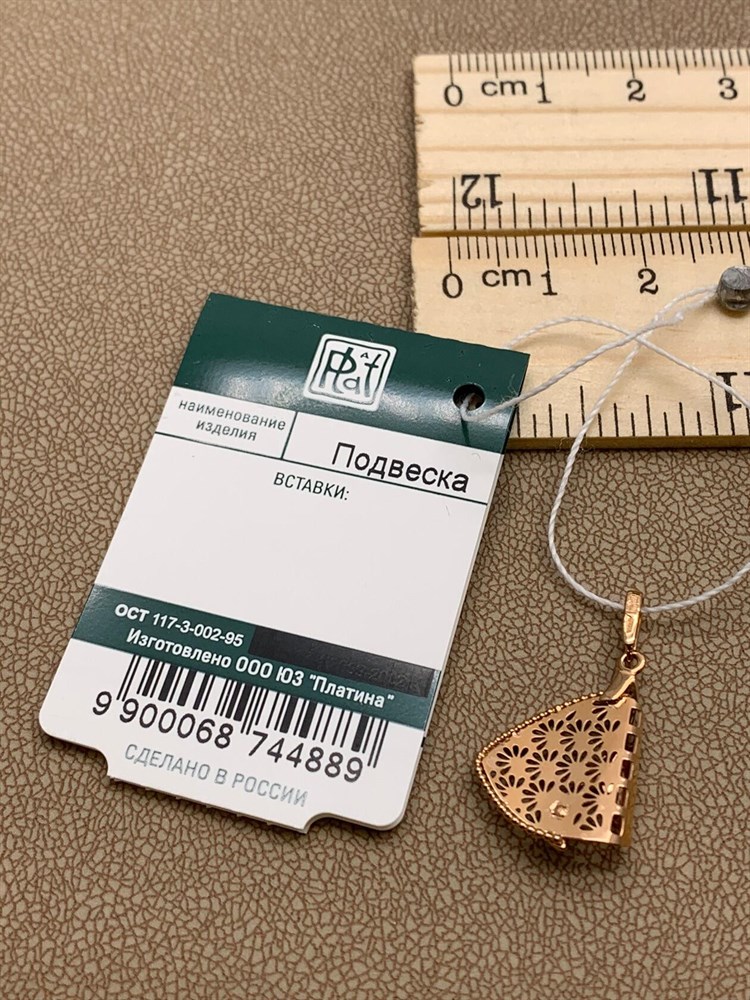 0 cm 1 2 3
12 11
0 cm 1 2
Plat
наименование
изделия
Подвеска
ВСТАВКИ:
ОСТ 117-3-002-95
Изготовлено ООО ЮЗ "Платина"
9 900068 744889
СДЕЛАНО В РОССИИ